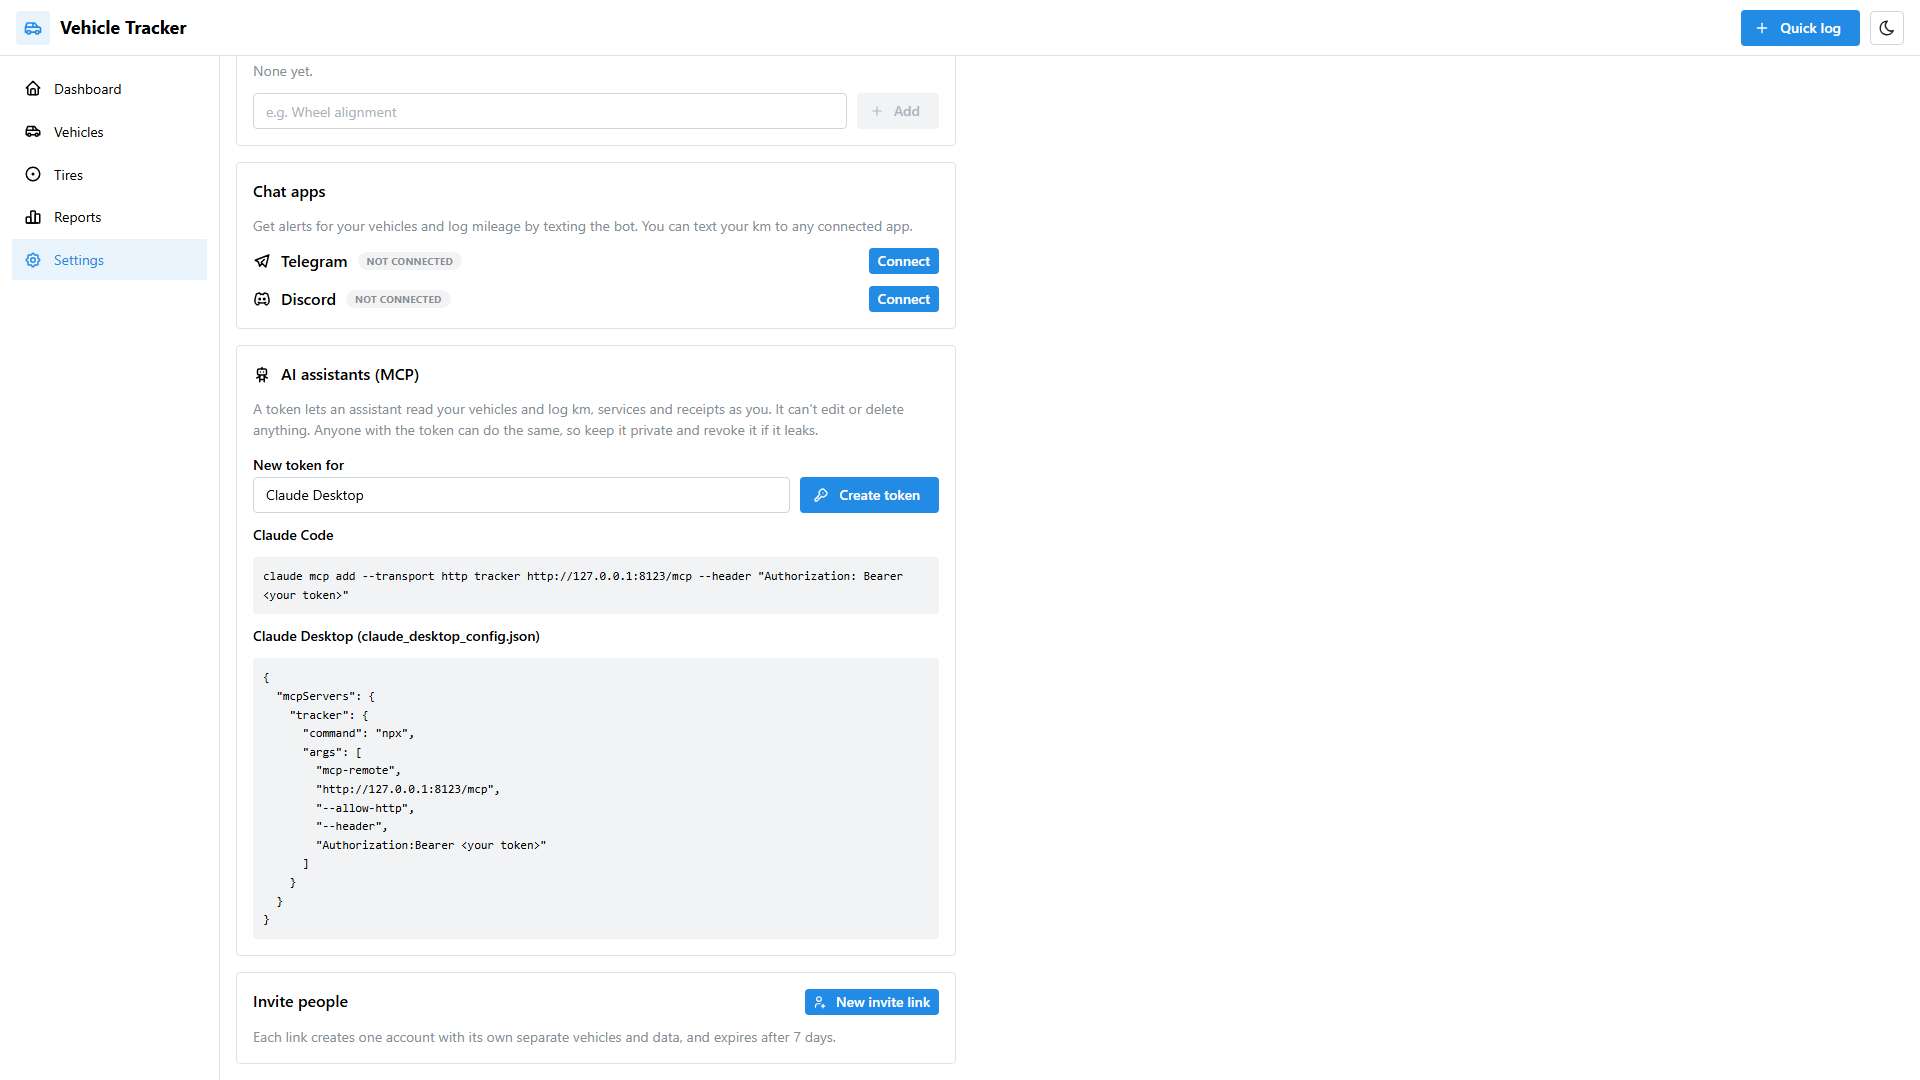 Vehicle Tracker
Quick log
Dashboard
Vehicles
Tires
Reports
Settings
None yet.
e.g. Wheel alignment
Add
Chat apps
Get alerts for your vehicles and log mileage by texting the bot. You can text your km to any connected app.
Telegram NOT CONNECTED Connect
Discord NOT CONNECTED Connect
AI assistants (MCP)
A token lets an assistant read your vehicles and log km, services and receipts as you. It can't edit or delete
anything. Anyone with the token can do the same, so keep it private and revoke it if it leaks.
New token for
Claude Desktop
Create token
Claude Code
claude mcp add --transport http tracker http://127.0.0.1:8123/mcp --header "Authorization: Bearer
<your token>"
Claude Desktop (claude_desktop_config.json)
{
  "mcpServers": {
    "tracker": {
      "command": "npx",
      "args": [
        "mcp-remote",
        "http://127.0.0.1:8123/mcp",
        "--allow-http",
        "--header",
        "Authorization:Bearer <your token>"
      ]
    }
  }
}
Invite people
New invite link
Each link creates one account with its own separate vehicles and data, and expires after 7 days.